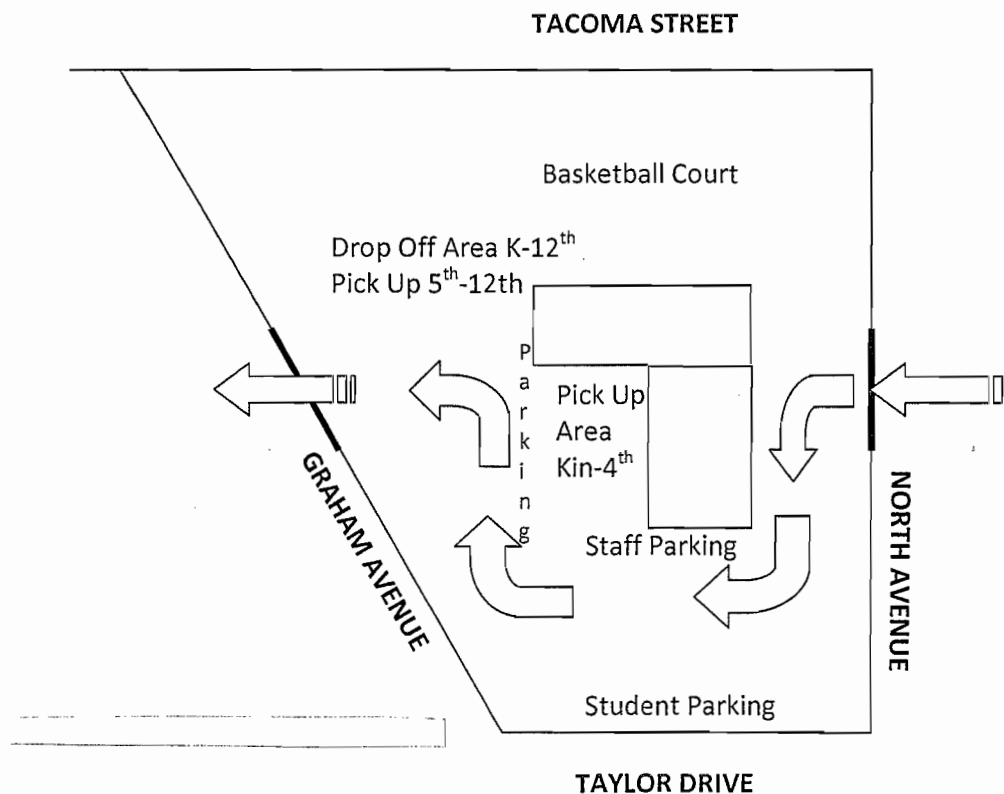 TACOMA STREET
Basketball Court
Drop Off Area K-12th
Pick Up 5th-12th
Parking
Pick Up
Area
Kin-4th
Staff Parking
GRAHAM AVENUE
NORTH AVENUE
Student Parking
TAYLOR DRIVE